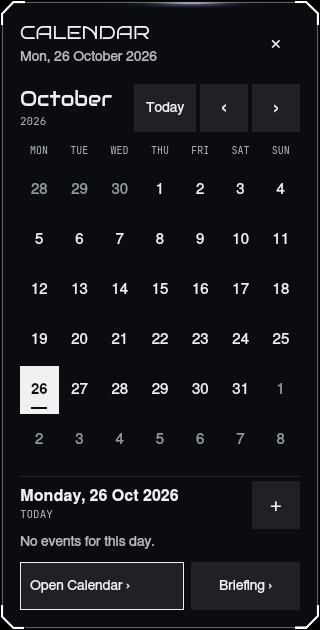 CALENDAR
×
Mon, 26 October 2026
October
Today ‹ ›
2026
MON TUE WED THU FRI SAT SUN
28 29 30 1 2 3 4
5 6 7 8 9 10 11
12 13 14 15 16 17 18
19 20 21 22 23 24 25
26 27 28 29 30 31 1
2 3 4 5 6 7 8
Monday, 26 Oct 2026
+
TODAY
No events for this day.
Open Calendar › Briefing ›